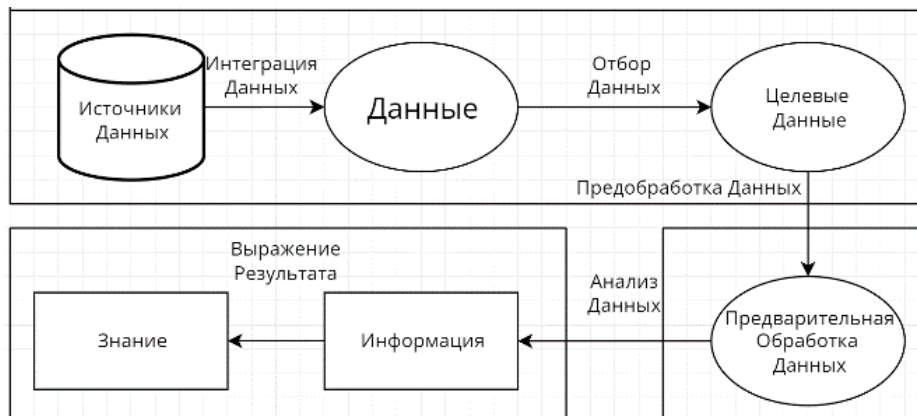 Источники
Данных
Интеграция
Данных
Данные
Отбор
Данных
Целевые
Данные
Предобработка Данных
Выражение
Результата
Знание
Информация
Анализ
Данных
Предварительная
Обработка
Данных